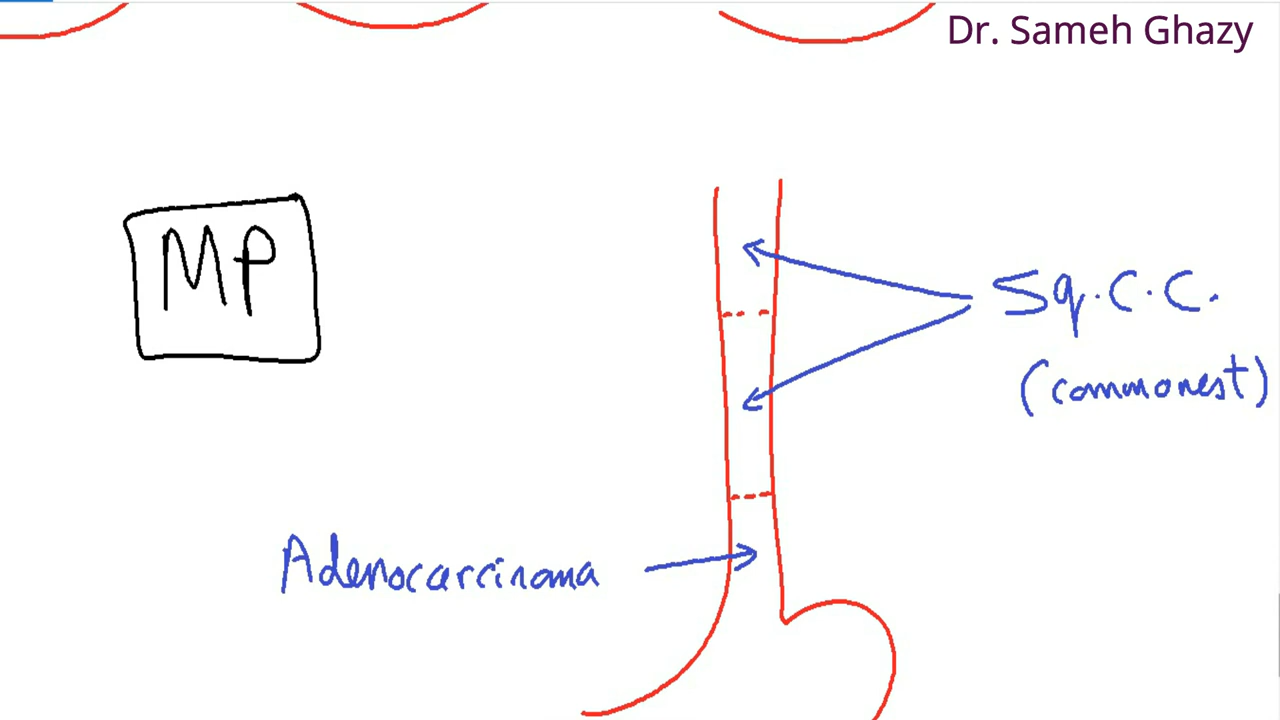 Dr. Sameh Ghazy
MP
Sq.C.C.
(commonest)
Adenocarcinoma